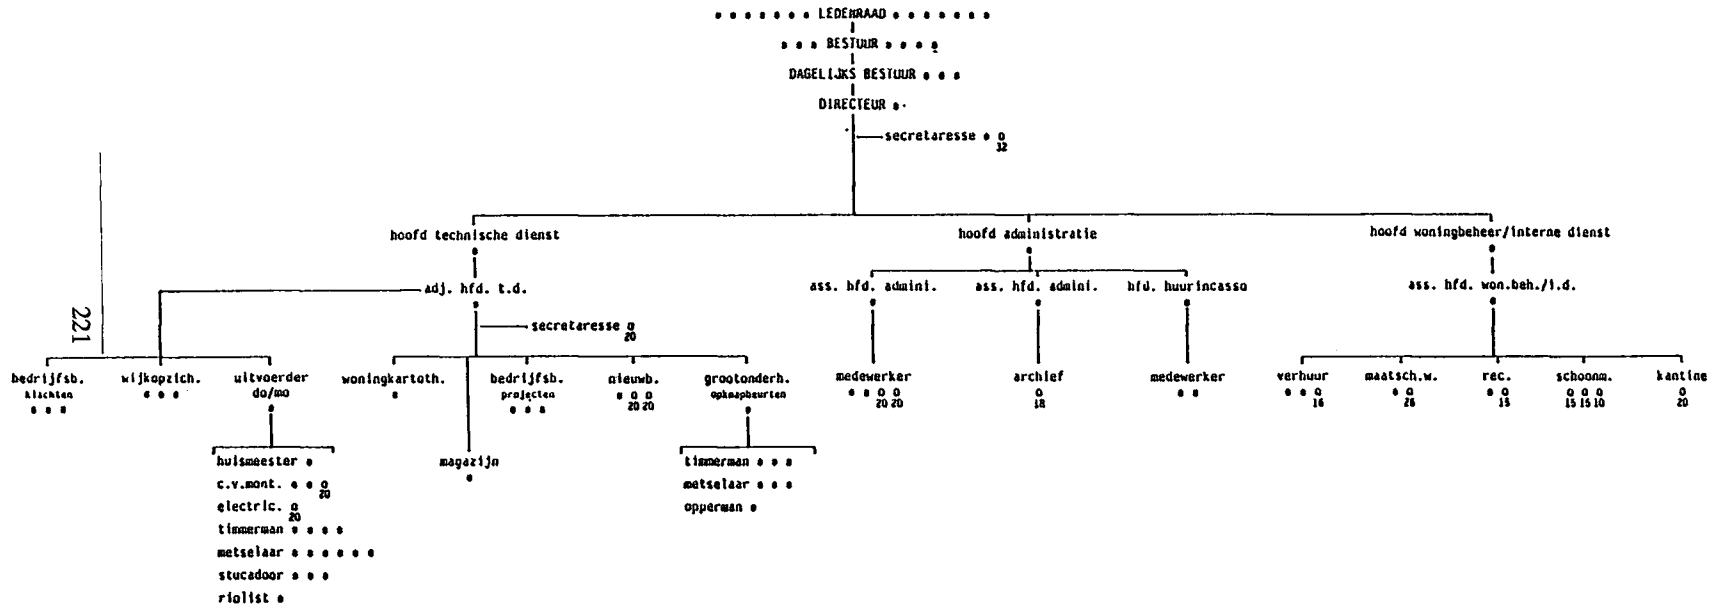 LEDENRAAD
BESTUUR
DAGELIJKS BESTUUR
DIRECTEUR
secretaresse
32
hoofd technische dienst
hoofd administratie
hoofd woningbeheer/interne dienst
adj. hfd. t.d.
ass. hfd. admini.
ass. hfd. admini.
hfd. huurincasso
ass. hfd. won.beh./i.d.
secretaresse
20
221
bedrijfsb.
klachten
wijkopzich.
uitvoerder
do/mo
woningkartoth.
bedrijfsb.
projecten
nieuwb.
20 20
grootonderh.
opknapbeurten
medewerker
20 20
archief
18
medewerker
verhuur
16
maatsch.w.
26
rec.
15
schoonm.
15 15 10
kantine
20
huismeester
c.v.mont.
20
electric.
20
timmerman
metselaar
stucadoor
riolist
magazijn
timmerman
metselaar
opperman